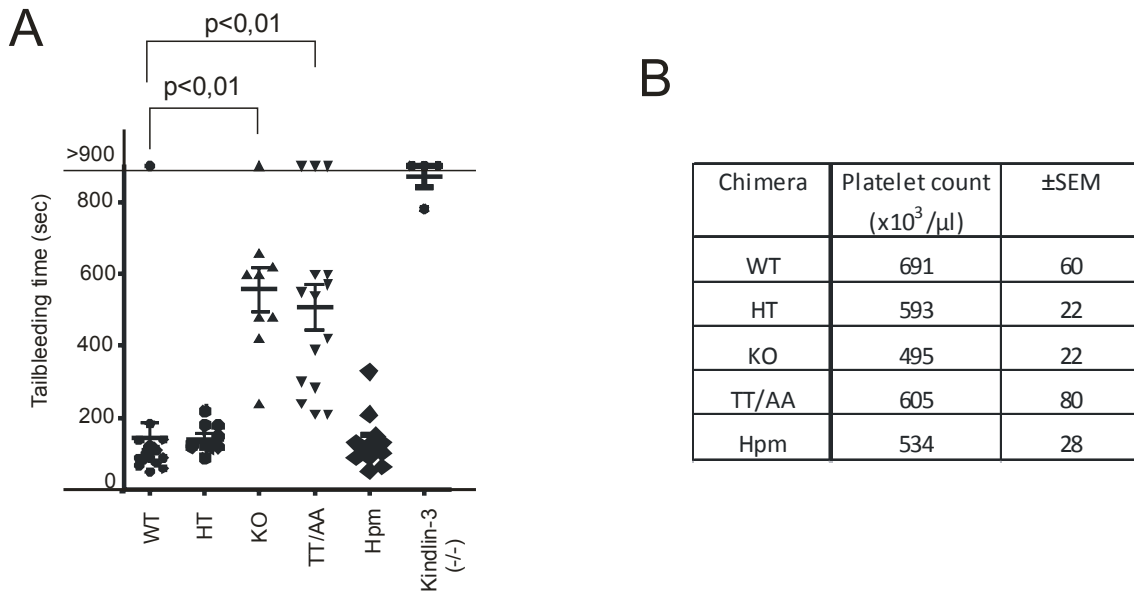 A
p<0,01
p<0,01
>900
800
600
400
200
0
Tailbleeding time (sec)
WT
HT
KO
TT/AA
Hpm
Kindlin-3
(-/-)
B
Chimera Platelet count ±SEM
(x10³/µl)
WT 691 60
HT 593 22
KO 495 22
TT/AA 605 80
Hpm 534 28